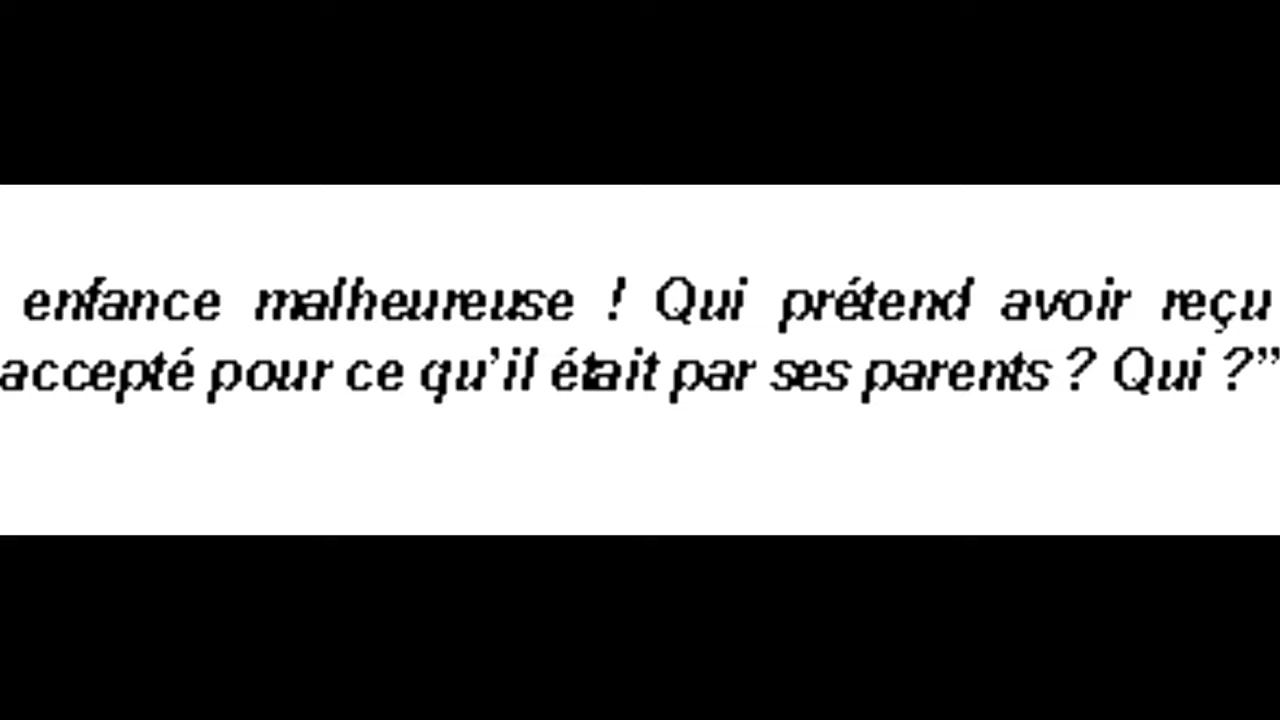 enfance malheureuse ! Qui prétend avoir reçu
accepté pour ce qu’il était par ses parents ? Qui ?”